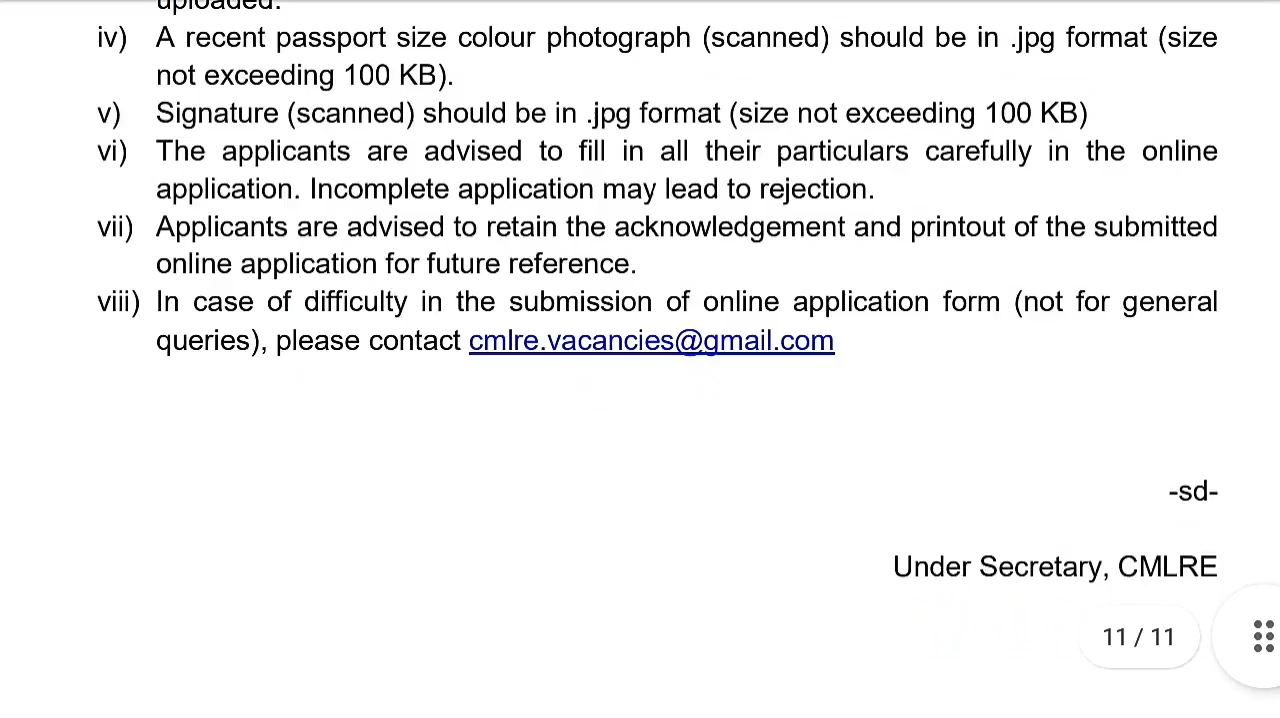 uploaded.
iv) A recent passport size colour photograph (scanned) should be in .jpg format (size
not exceeding 100 KB).
v) Signature (scanned) should be in .jpg format (size not exceeding 100 KB)
vi) The applicants are advised to fill in all their particulars carefully in the online
application. Incomplete application may lead to rejection.
vii) Applicants are advised to retain the acknowledgement and printout of the submitted
online application for future reference.
viii) In case of difficulty in the submission of online application form (not for general
queries), please contact cmlre.vacancies@gmail.com
-sd-
Under Secretary, CMLRE
11 / 11